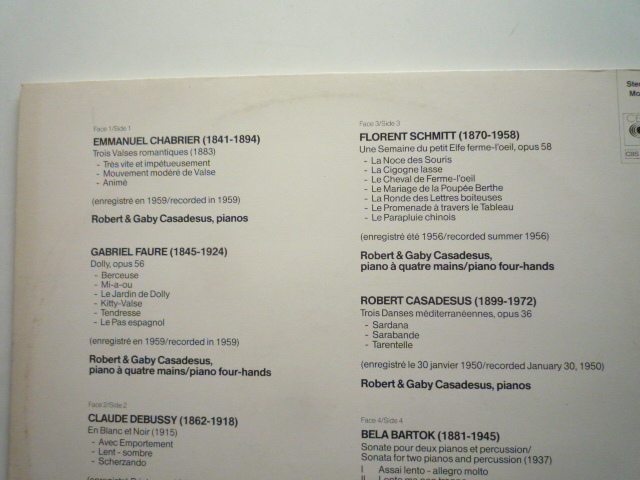 Face 1/Side 1
EMMANUEL CHABRIER (1841-1894)
Trois Valses romantiques (1883)
- Très vite et impétueusement
- Mouvement modéré de Valse
- Animé
(enregistré en 1959/recorded in 1959)
Robert & Gaby Casadesus, pianos
GABRIEL FAURE (1845-1924)
Dolly, opus 56
- Berceuse
- Mi-a-ou
- Le Jardin de Dolly
- Kitty-Valse
- Tendresse
- Le Pas espagnol
(enregistré en 1959/recorded in 1959)
Robert & Gaby Casadesus,
piano à quatre mains/piano four-hands
Face 2/Side 2
CLAUDE DEBUSSY (1862-1918)
En Blanc et Noir (1915)
- Avec Emportement
- Lent - sombre
- Scherzando
Face 3/Side 3
FLORENT SCHMITT (1870-1958)
Une Semaine du petit Elfe ferme-l'oeil, opus 58
- La Noce des Souris
- La Cigogne lasse
- Le Cheval de Ferme-l'oeil
- Le Mariage de la Poupée Berthe
- La Ronde des Lettres boiteuses
- Le Promenade à travers le Tableau
- Le Parapluie chinois
(enregistré été 1956/recorded summer 1956)
Robert & Gaby Casadesus,
piano à quatre mains/piano four-hands
ROBERT CASADESUS (1899-1972)
Trois Danses méditerranéennes, opus 36
- Sardana
- Sarabande
- Tarentelle
(enregistré le 30 janvier 1950/recorded January 30, 1950)
Robert & Gaby Casadesus, pianos
Face 4/Side 4
BELA BARTOK (1881-1945)
Sonate pour deux pianos et percussion/
Sonata for two pianos and percussion (1937)
I Assai lento - allegro molto
CBS